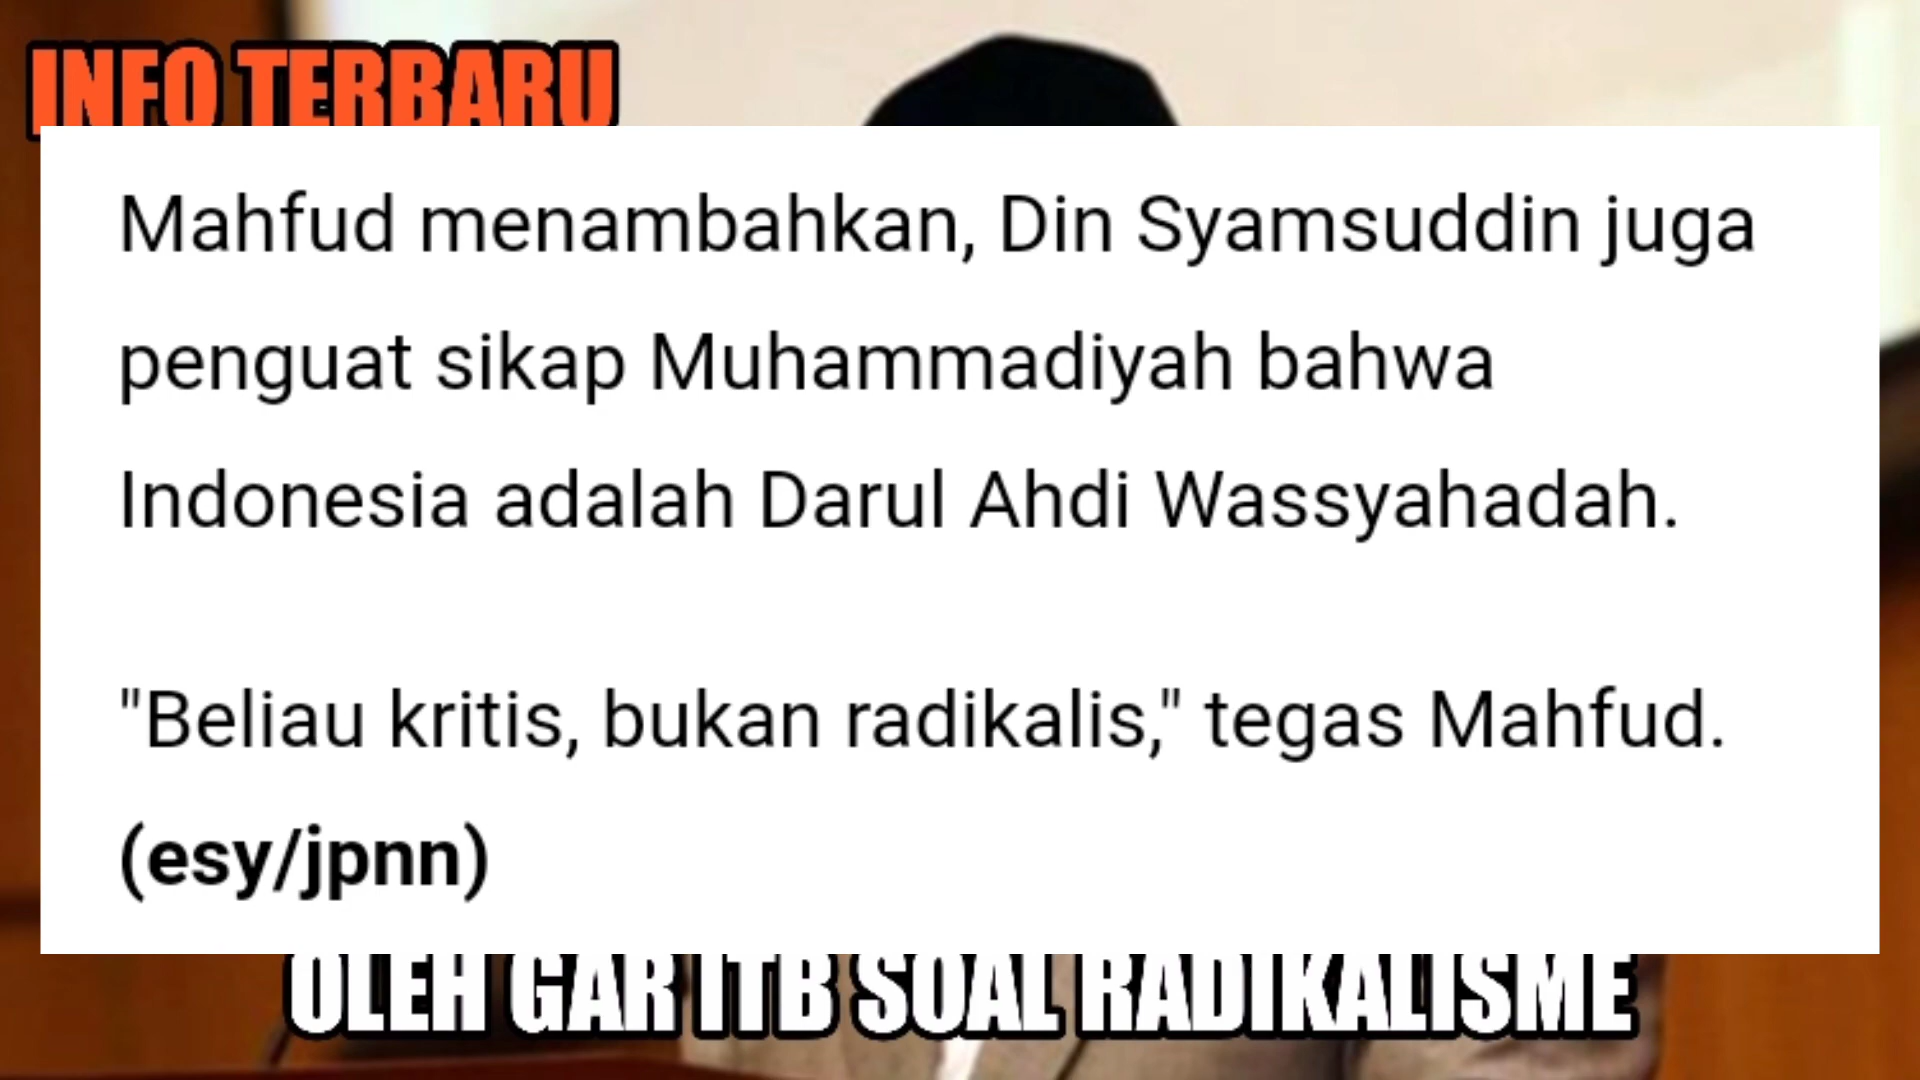 INFO TERBARU
Mahfud menambahkan, Din Syamsuddin juga
penguat sikap Muhammadiyah bahwa
Indonesia adalah Darul Ahdi Wassyahadah.
"Beliau kritis, bukan radikalis," tegas Mahfud.
(esy/jpnn)
OLEH GAR ITB SOAL RADIKALISME